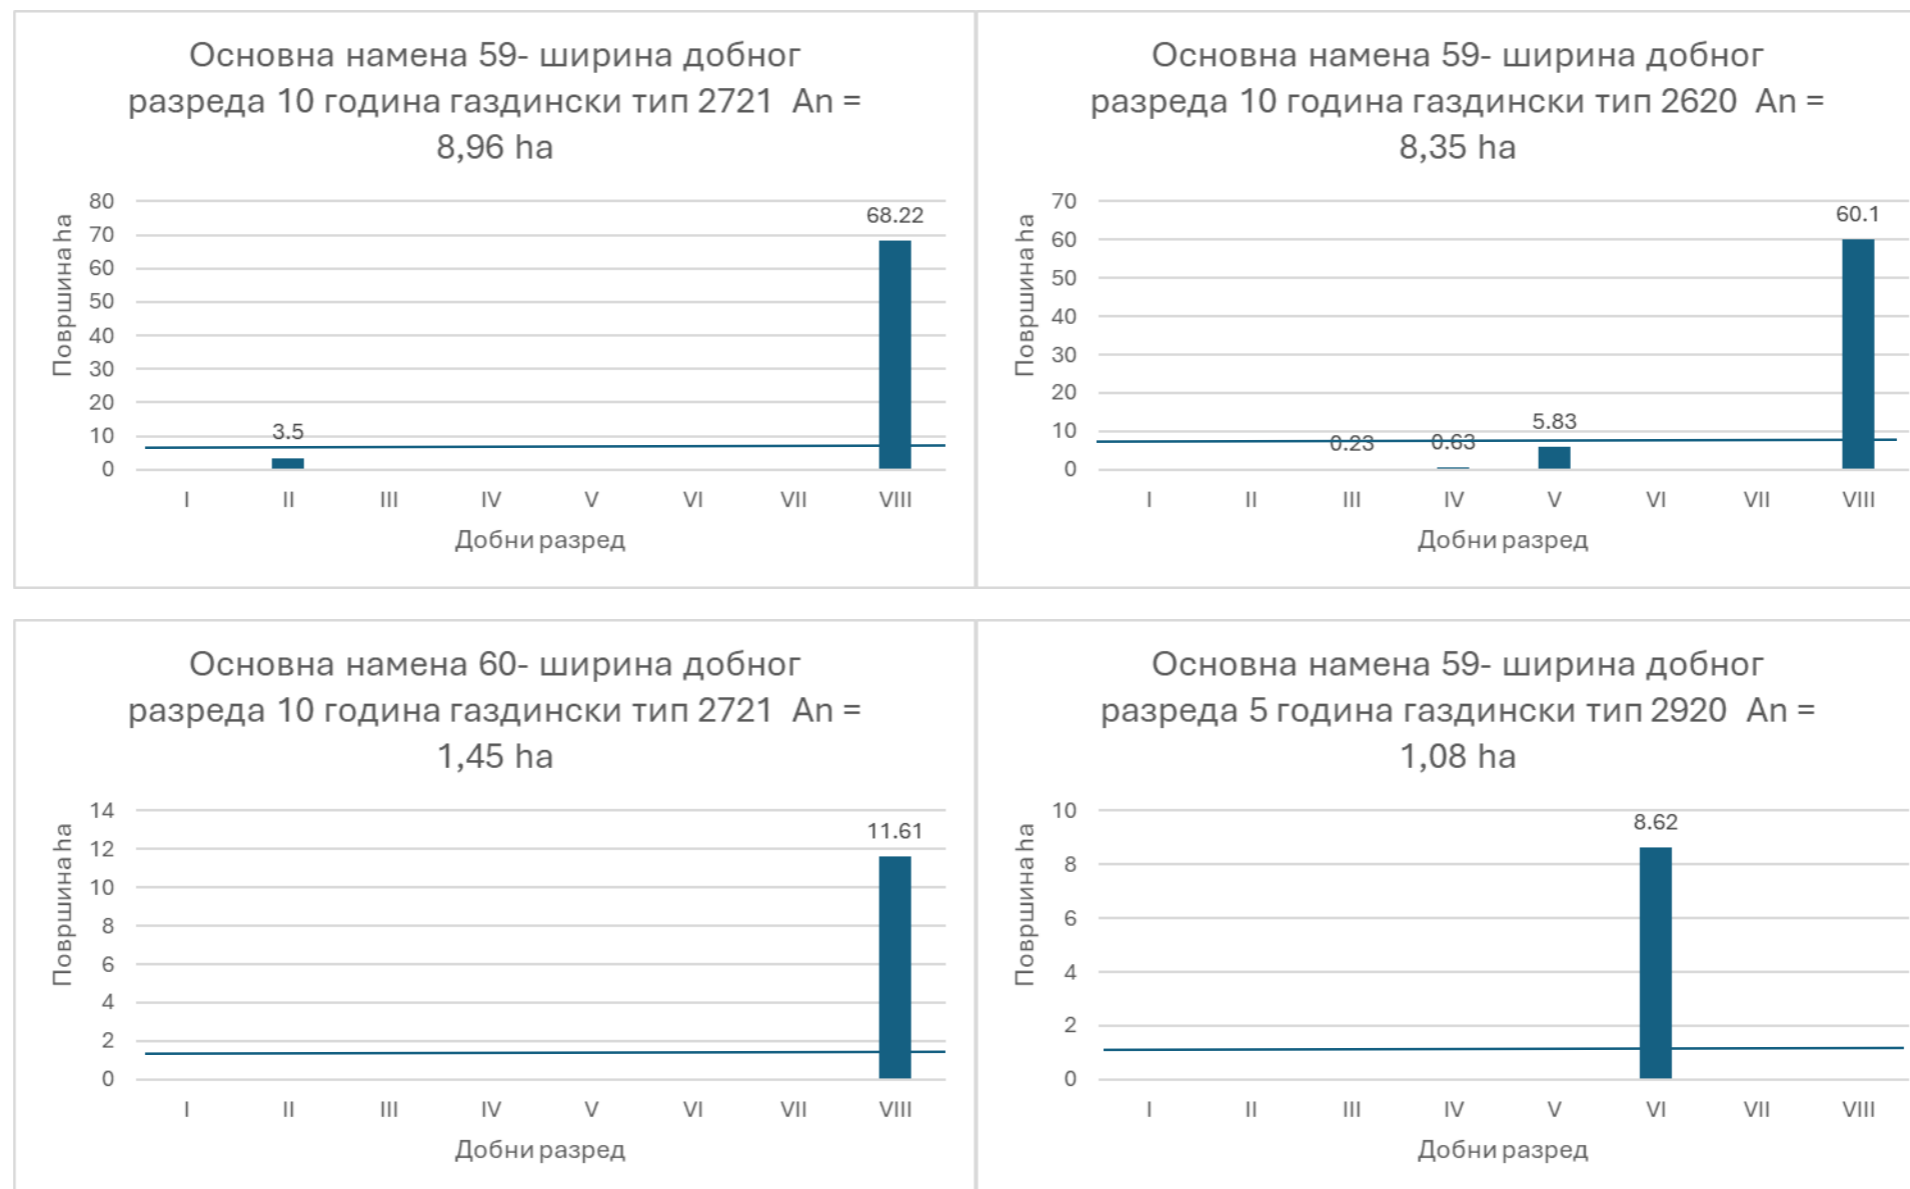 Основна намена 59- ширина добног
разреда 10 година газдински тип 2721 An =
8,96 ha
Површина ha
80
70
60
50
40
30
20
10
0
3.5
68.22
I II III IV V VI VII VIII
Добни разред
Основна намена 59- ширина добног
разреда 10 година газдински тип 2620 An =
8,35 ha
Површина ha
70
60
50
40
30
20
10
0
0.23
0.63
5.83
60.1
I II III IV V VI VII VIII
Добни разред
Основна намена 60- ширина добног
разреда 10 година газдински тип 2721 An =
1,45 ha
Површина ha
14
12
10
8
6
4
2
0
11.61
I II III IV V VI VII VIII
Добни разред
Основна намена 59- ширина добног
разреда 5 година газдински тип 2920 An =
1,08 ha
Површина ha
10
8
6
4
2
0
8.62
I II III IV V VI VII VIII
Добни разред